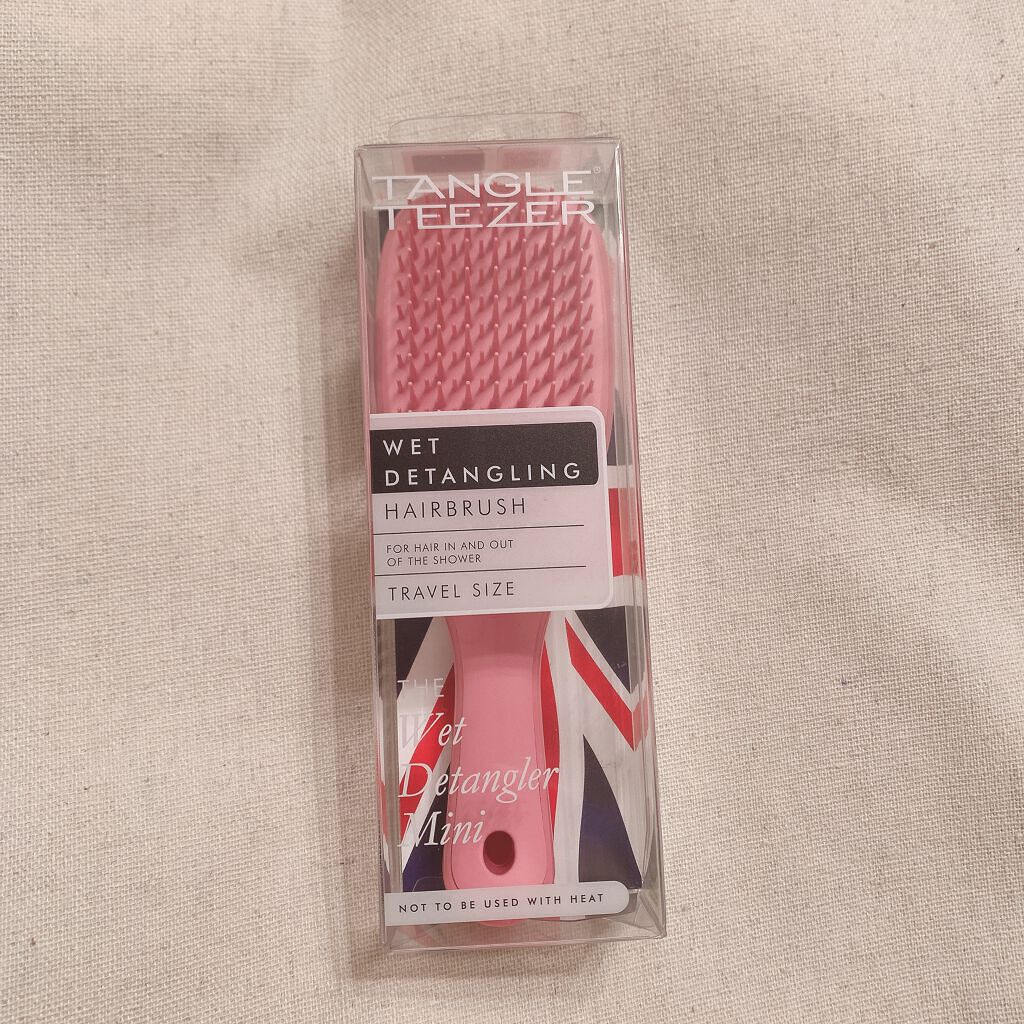 TANGLE®
TEEZER
WET
DETANGLING
HAIRBRUSH
FOR HAIR IN AND OUT
OF THE SHOWER
TRAVEL SIZE
THE
Wet
Detangler
Mini
NOT TO BE USED WITH HEAT